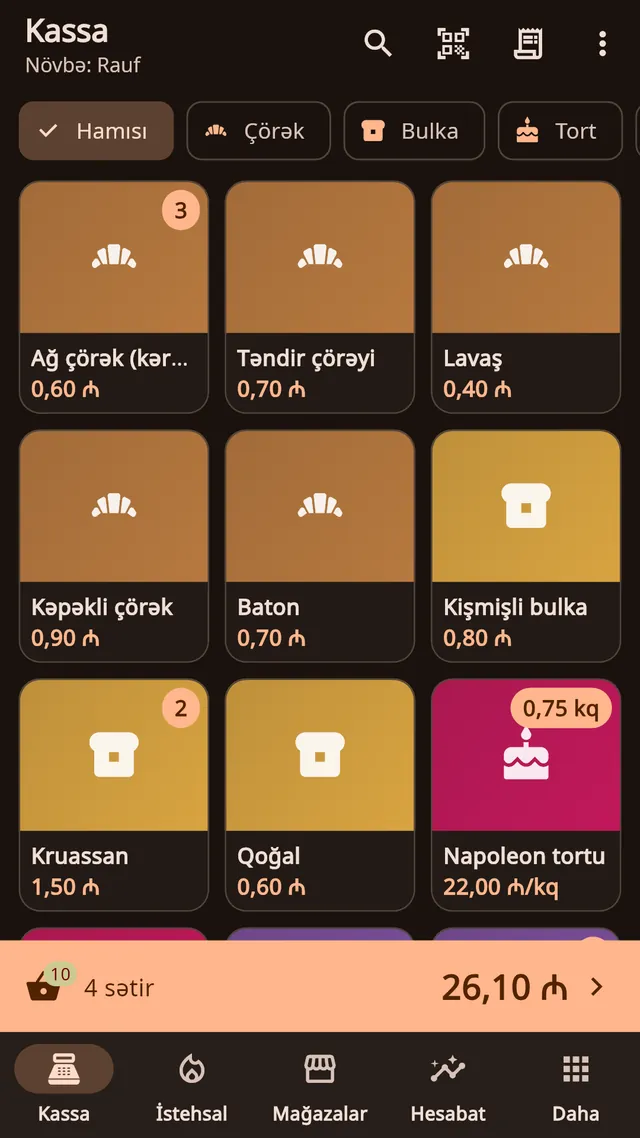 Kassa
Növbə: Rauf
Hamısı
Çörək
Bulka
Tort
3
Ağ çörək (kər...
0,60 ₼
Təndir çörəyi
0,70 ₼
Lavaş
0,40 ₼
Kəpəkli çörək
0,90 ₼
Baton
0,70 ₼
Kişmişli bulka
0,80 ₼
2
Kruassan
1,50 ₼
Qoğal
0,60 ₼
0,75 kq
Napoleon tortu
22,00 ₼/kq
10
4 sətir
26,10 ₼
Kassa
İstehsal
Mağazalar
Hesabat
Daha